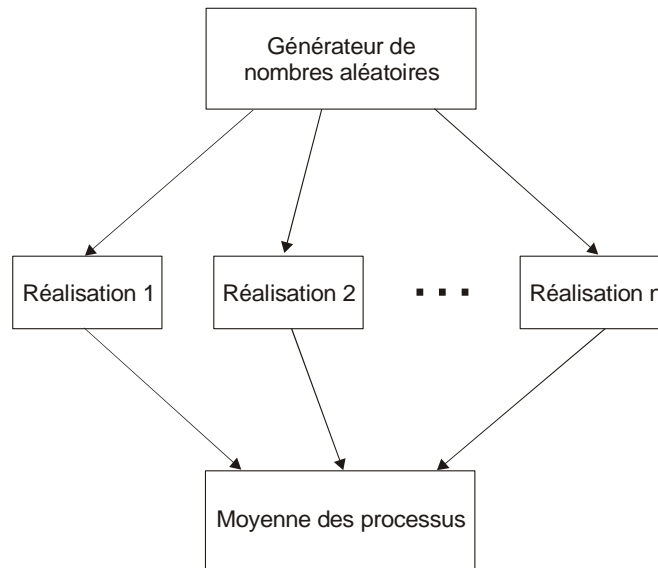 Générateur de
nombres aléatoires
Réalisation 1
Réalisation 2
...
Réalisation n
Moyenne des processus